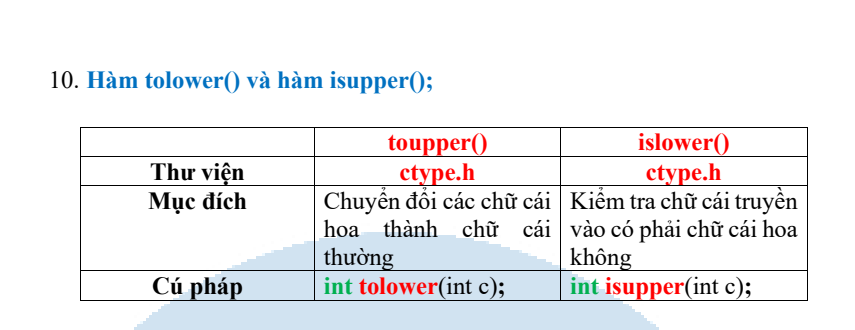 10. Hàm tolower() và hàm isupper();
toupper() islower()
Thư viện ctype.h ctype.h
Mục đích Chuyển đổi các chữ cái Kiểm tra chữ cái truyền
hoa thành chữ cái vào có phải chữ cái hoa
thường không
Cú pháp int tolower(int c); int isupper(int c);